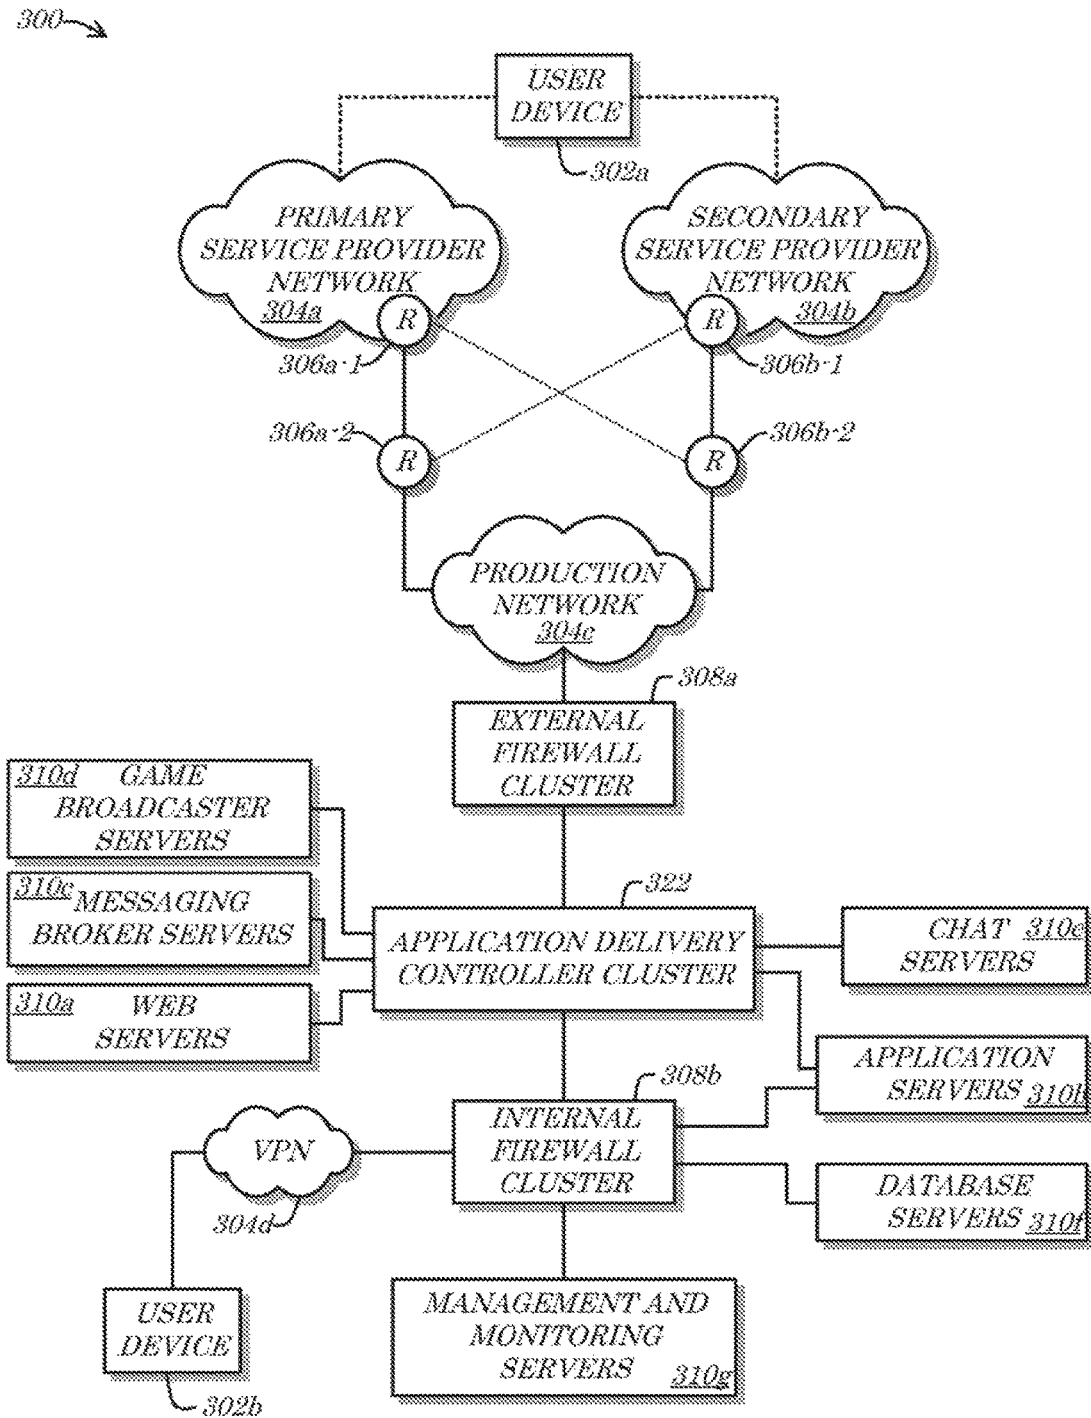 300
USER
DEVICE
302a
PRIMARY
SERVICE PROVIDER
NETWORK
304a
SECONDARY
SERVICE PROVIDER
NETWORK
304b
R
R
306a-1
306b-1
306a-2
306b-2
R
R
PRODUCTION
NETWORK
304c
308a
EXTERNAL
FIREWALL
CLUSTER
310d GAME
BROADCASTER
SERVERS
310c MESSAGING
BROKER SERVERS
310a WEB
SERVERS
322
APPLICATION DELIVERY
CONTROLLER CLUSTER
CHAT 310e
SERVERS
APPLICATION
SERVERS 310b
308b
INTERNAL
FIREWALL
CLUSTER
VPN
304d
DATABASE
SERVERS 310f
USER
DEVICE
302b
MANAGEMENT AND
MONITORING
SERVERS 310g